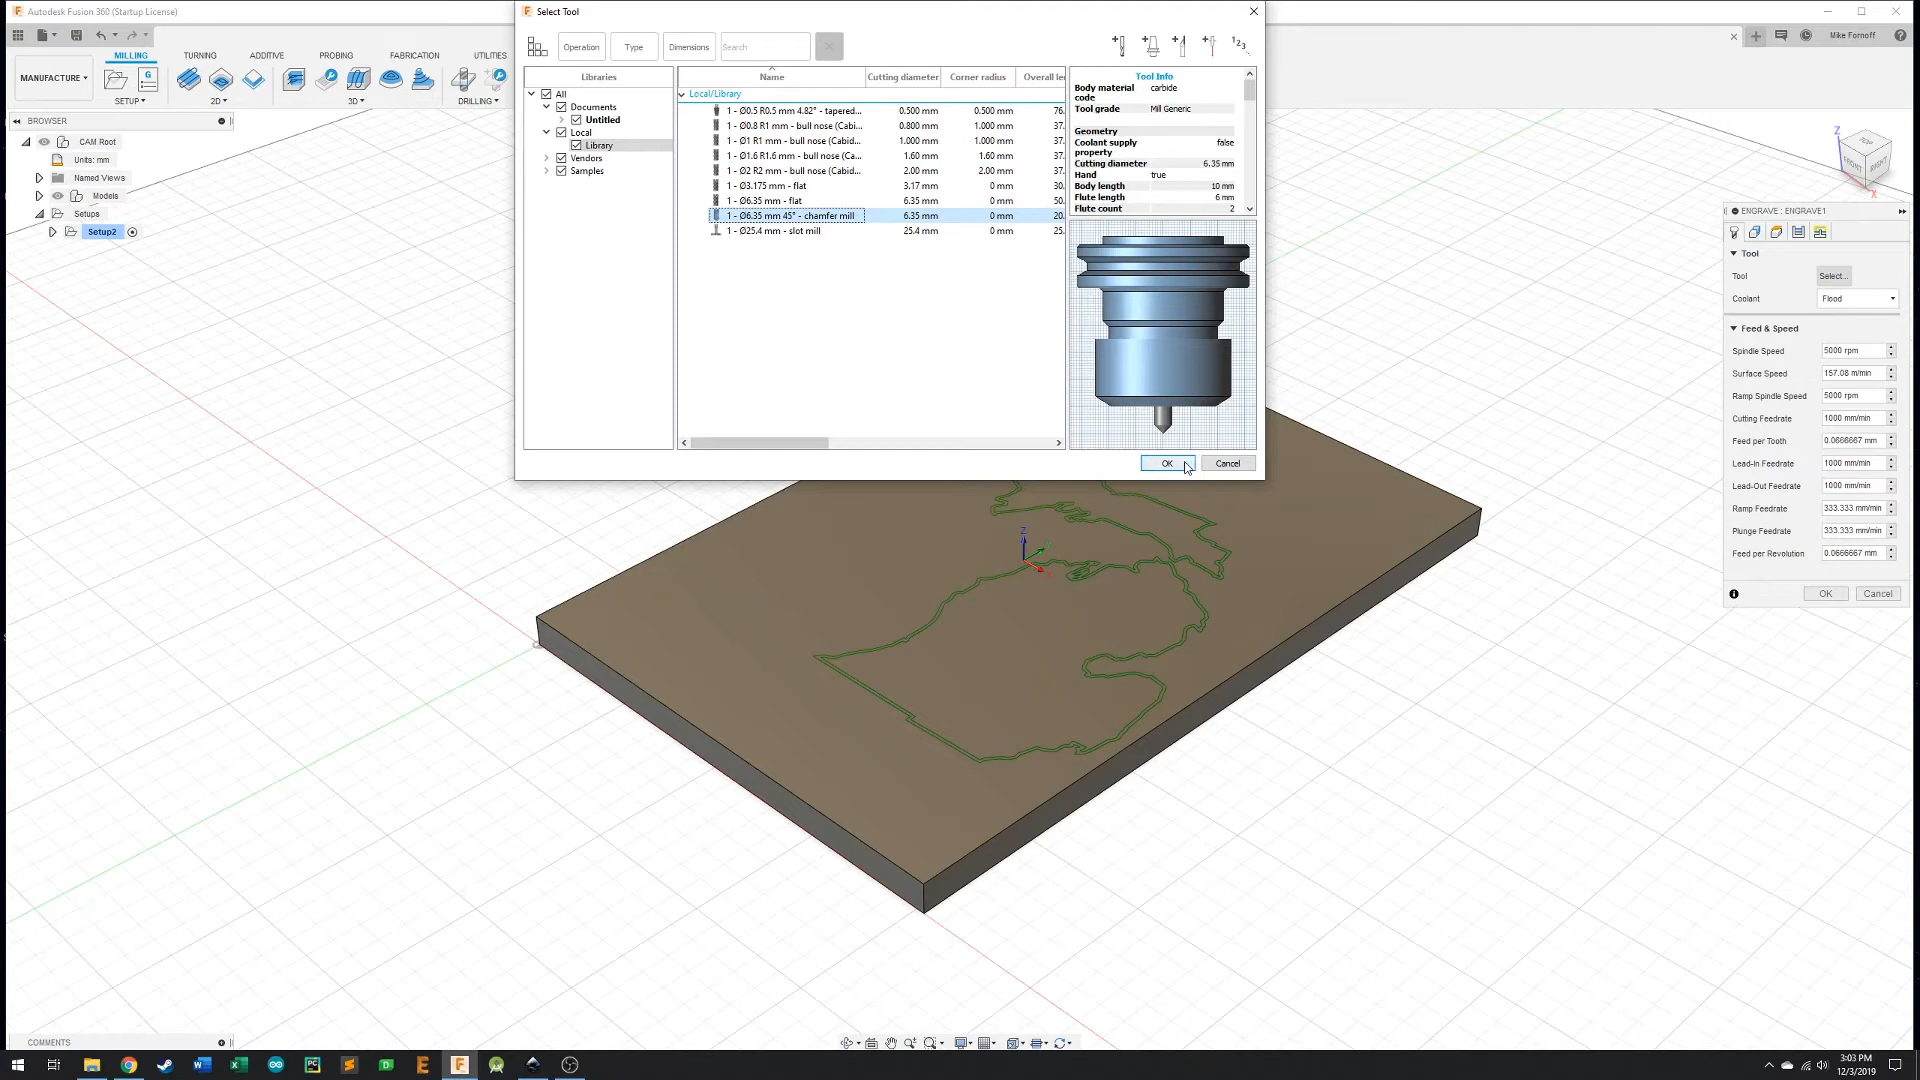 Autodesk Fusion 360 (Startup License)
Select Tool
Mike Fornoff
MANUFACTURE
MILLING TURNING ADDITIVE PROBING FABRICATION UTILITIES
SETUP 2D 3D DRILLING
BROWSER
CAM Root
Units: mm
Named Views
Models
Setups
Setup2
Operation Type Dimensions Search
Libraries
All
Documents
Untitled
Local
Library
Vendors
Samples
Name Cutting diameter Corner radius Overall ler
Local/Library
1 - Ø0.5 R0.5 mm 4.82° - tapered... 0.500 mm 0.500 mm 76.
1 - Ø0.8 R1 mm - bull nose (Cabi... 0.800 mm 1.000 mm 37.
1 - Ø1 R1 mm - bull nose (Cabid... 1.000 mm 1.000 mm 37.
1 - Ø1.6 R1.6 mm - bull nose (Ca... 1.60 mm 1.60 mm 37.
1 - Ø2 R2 mm - bull nose (Cabid... 2.00 mm 2.00 mm 37.
1 - Ø3.175 mm - flat 3.17 mm 0 mm 30.
1 - Ø6.35 mm - flat 6.35 mm 0 mm 50.
1 - Ø6.35 mm 45° - chamfer mill 6.35 mm 0 mm 20.
1 - Ø25.4 mm - slot mill 25.4 mm 0 mm 25.
Tool Info
Body material code carbide
Tool grade Mill Generic
Geometry
Coolant supply property false
Cutting diameter 6.35 mm
Hand true
Body length 10 mm
Flute length 6 mm
Flute count 2
OK Cancel
Z
TOP
FRONT
RIGHT
X
ENGRAVE : ENGRAVE1
Tool
Tool Select...
Coolant Flood
Feed & Speed
Spindle Speed 5000 rpm
Surface Speed 157.08 m/min
Ramp Spindle Speed 5000 rpm
Cutting Feedrate 1000 mm/min
Feed per Tooth 0.0666667 mm
Lead-In Feedrate 1000 mm/min
Lead-Out Feedrate 1000 mm/min
Ramp Feedrate 333.333 mm/min
Plunge Feedrate 333.333 mm/min
Feed per Revolution 0.0666667 mm
OK Cancel
Z
COMMENTS
3:03 PM
12/3/2019